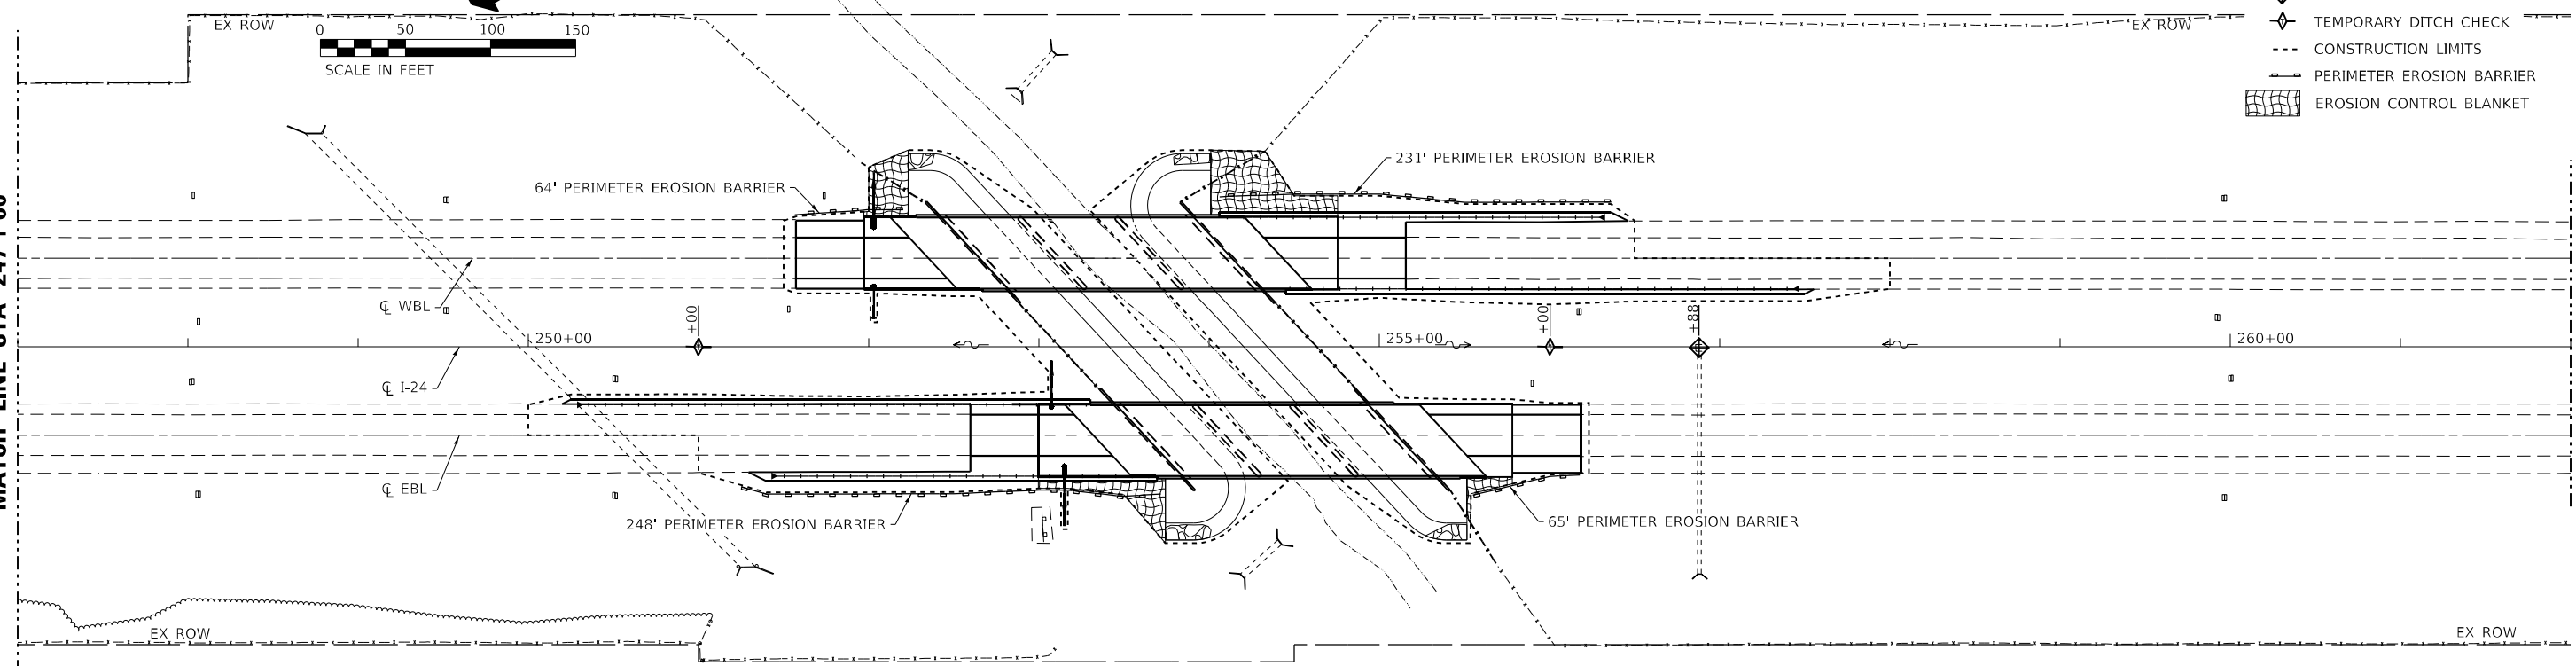 EX ROW
0 50 100 150
SCALE IN FEET
EX ROW
TEMPORARY DITCH CHECK
CONSTRUCTION LIMITS
PERIMETER EROSION BARRIER
EROSION CONTROL BLANKET
64' PERIMETER EROSION BARRIER
231' PERIMETER EROSION BARRIER
℄ WBL
+00
250+00
255+00
+00
+88
260+00
℄ I-24
℄ EBL
248' PERIMETER EROSION BARRIER
65' PERIMETER EROSION BARRIER
EX ROW
EX ROW